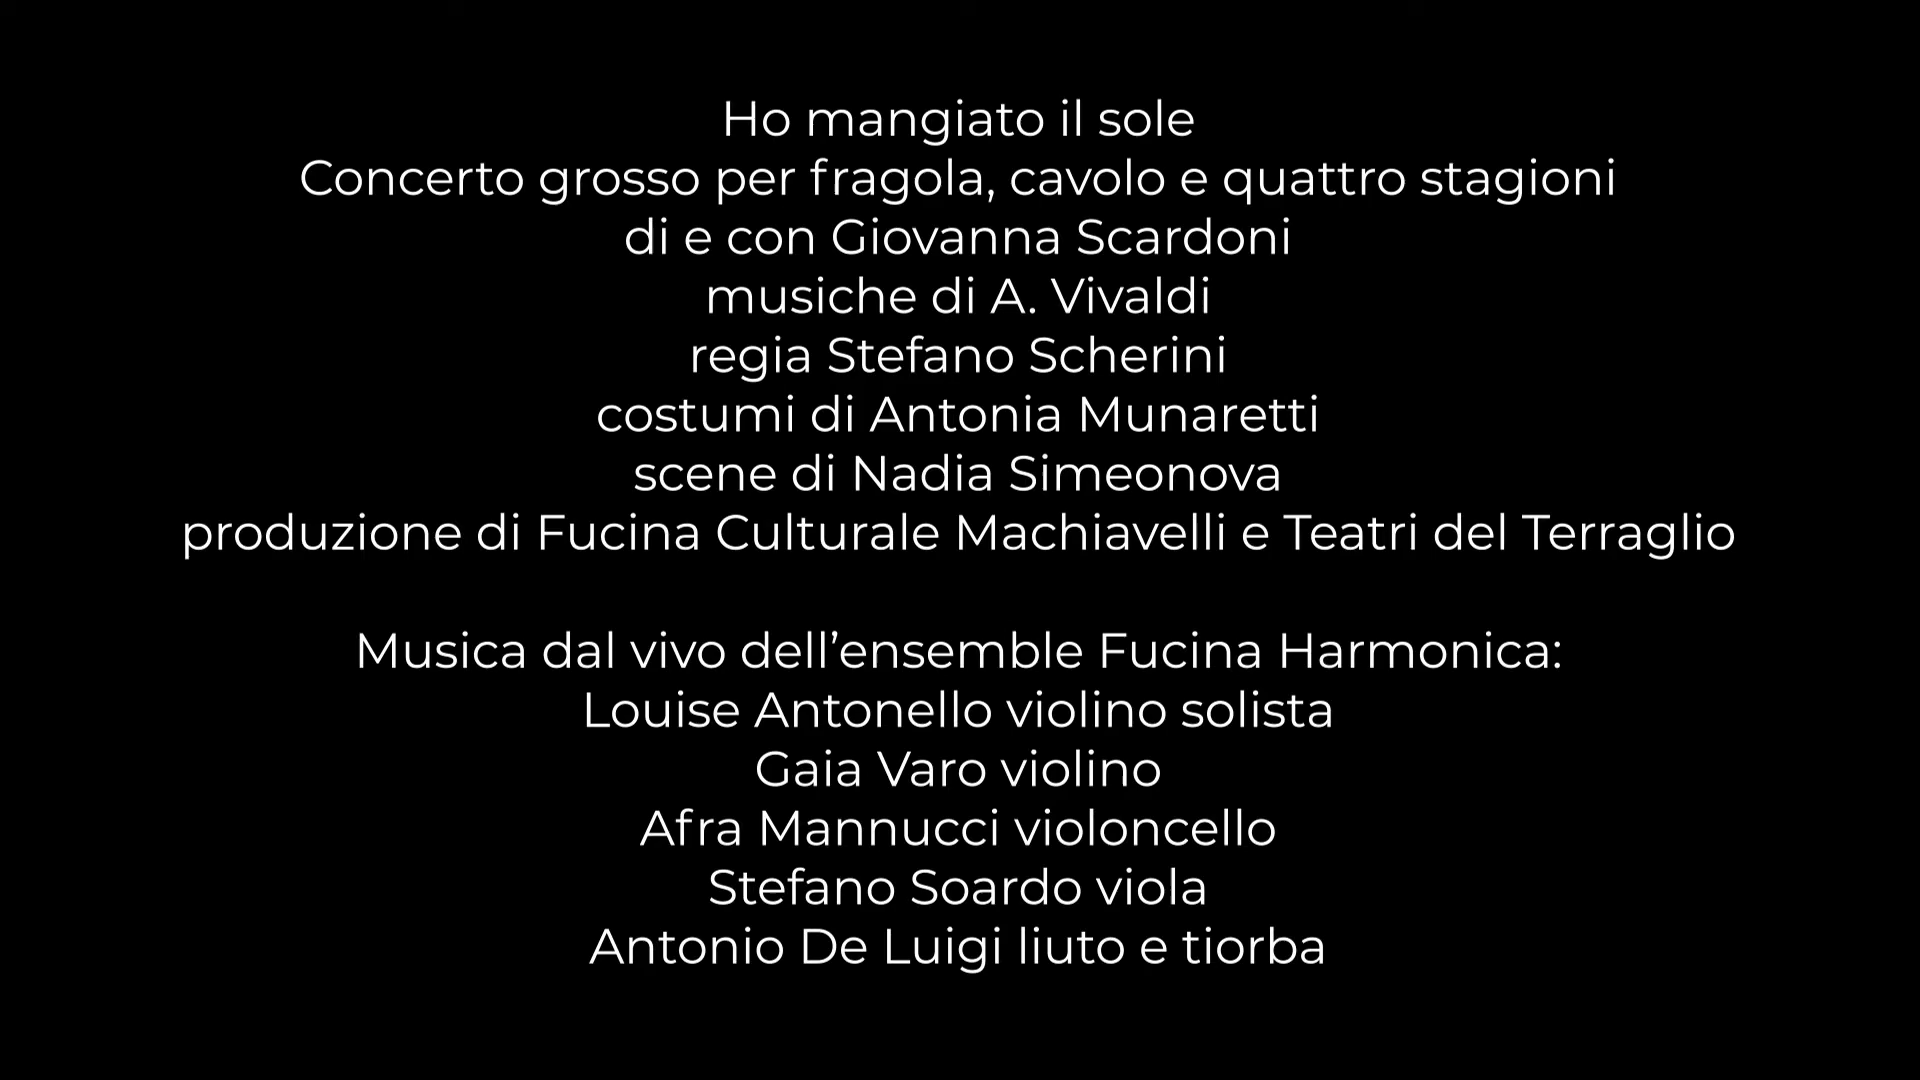 Ho mangiato il sole
Concerto grosso per fragola, cavolo e quattro stagioni
di e con Giovanna Scardoni
musiche di A. Vivaldi
regia Stefano Scherini
costumi di Antonia Munaretti
scene di Nadia Simeonova
produzione di Fucina Culturale Machiavelli e Teatri del Terraglio
Musica dal vivo dell’ensemble Fucina Harmonica:
Louise Antonello violino solista
Gaia Varo violino
Afra Mannucci violoncello
Stefano Soardo viola
Antonio De Luigi liuto e tiorba